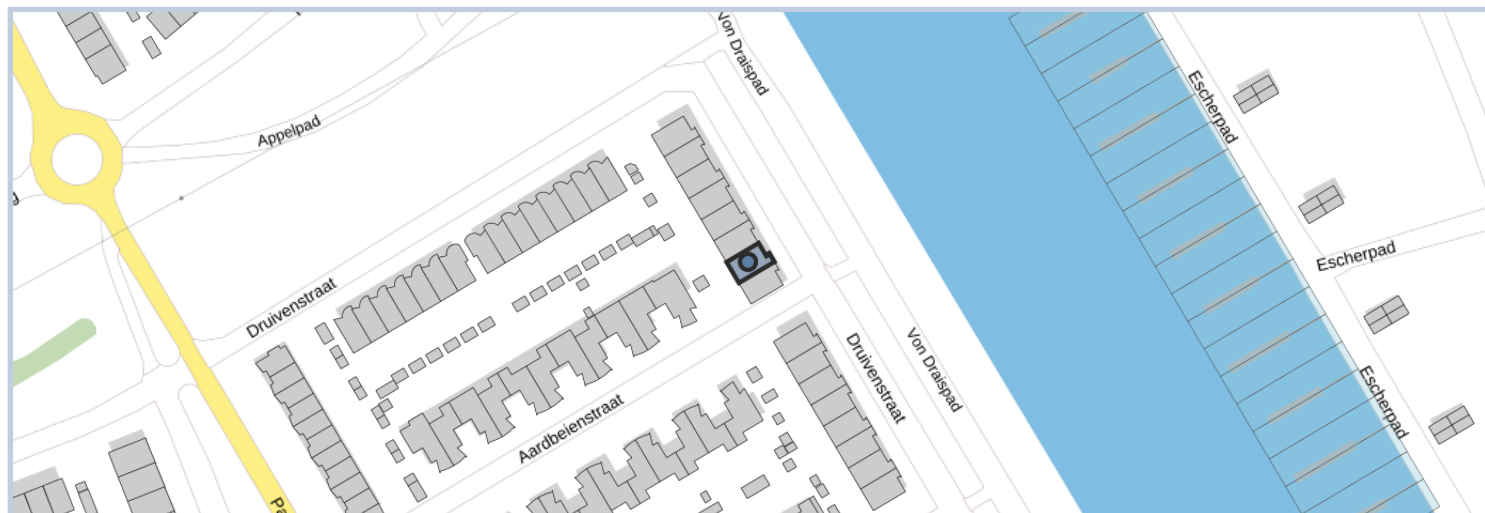 Von Draispad
Escherpad
Appelpad
Escherpad
Druivenstraat
Von Draispad
Druivenstraat
Aardbeienstraat
Escherpad